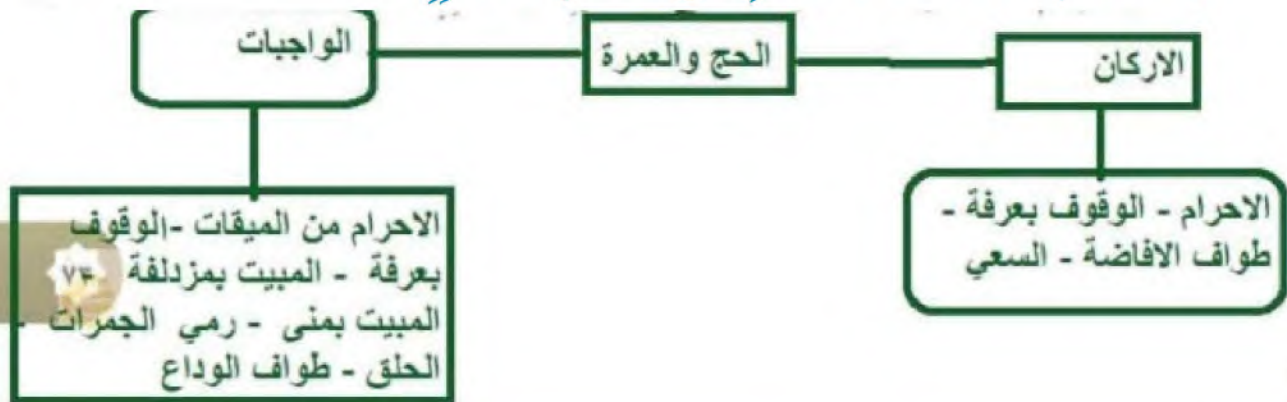 الحج والعمرة
الاركان
الاحرام - الوقوف بعرفة -
طواف الافاضة - السعي
الواجبات
الاحرام من الميقات -الوقوف
بعرفة - المبيت بمزدلفة
المبيت بمنى - رمي الجمرات -
الحلق - طواف الوداع
٧٣